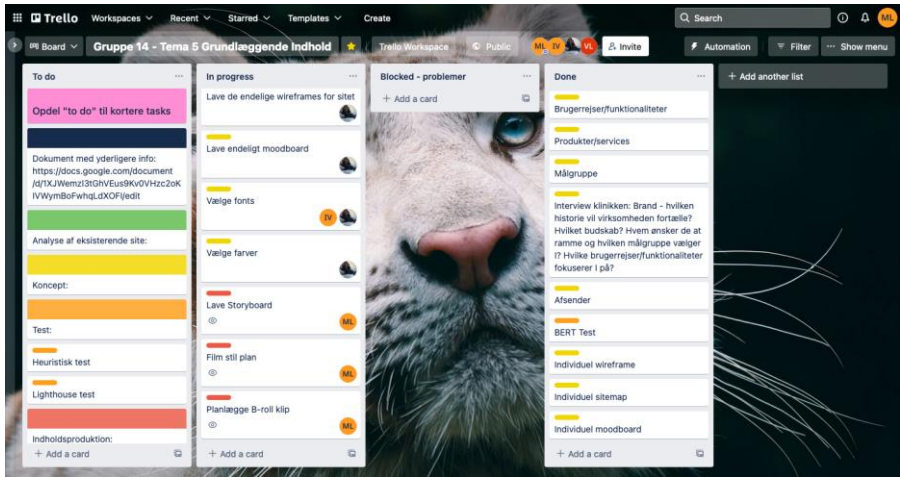 Trello
Workspaces
Recent
Starred
Templates
Create
Search
ML
Board
Gruppe 14 - Tema 5 Grundlæggende Indhold
Trello Workspace
Public
ML
IV
VL
Invite
Automation
Filter
Show menu
To do
Opdel "to do" til kortere tasks
Dokument med yderligere info:
https://docs.google.com/document
/d/1XJWemzI3tGhVEus9Kv0VHzc2oK
IVWymBoFwhqLdXOFI/edit
Analyse af eksisterende site:
Koncept:
Test:
Heuristisk test
Lighthouse test
Indholdsproduktion:
+ Add a card
In progress
Lave de endelige wireframes for sitet
Lave endeligt moodboard
Vælge fonts
IV
Vælge farver
Lave Storyboard
ML
Film stil plan
ML
Planlægge B-roll klip
ML
+ Add a card
Blocked - problemer
+ Add a card
Done
Brugerrejser/funktionaliteter
Produkter/services
Målgruppe
Interview klinikken: Brand - hvilken
historie vil virksomheden fortælle?
Hvilket budskab? Hvem ønsker de at
ramme og hvilken målgruppe vælger
I? Hvilke brugerrejser/funktionaliteter
fokuserer I på?
Afsender
BERT Test
Individuel wireframe
Individuel sitemap
Individuel moodboard
+ Add a card
+ Add another list